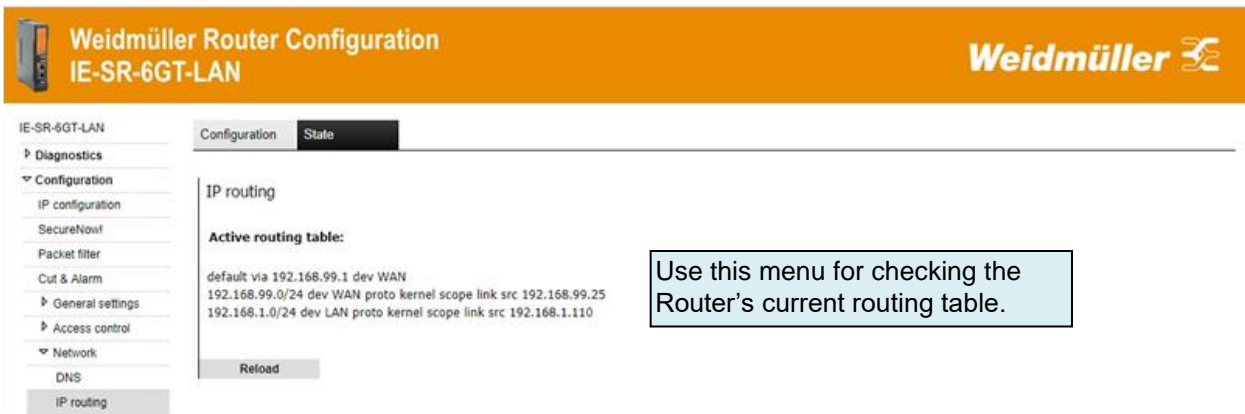 Weidmüller Router Configuration
IE-SR-6GT-LAN
Weidmüller
IE-SR-6GT-LAN
Diagnostics
Configuration
IP configuration
SecureNow!
Packet filter
Cut & Alarm
General settings
Access control
Network
DNS
IP routing
Configuration
State
IP routing
Active routing table:
default via 192.168.99.1 dev WAN
192.168.99.0/24 dev WAN proto kernel scope link src 192.168.99.25
192.168.1.0/24 dev LAN proto kernel scope link src 192.168.1.110
Reload
Use this menu for checking the
Router’s current routing table.